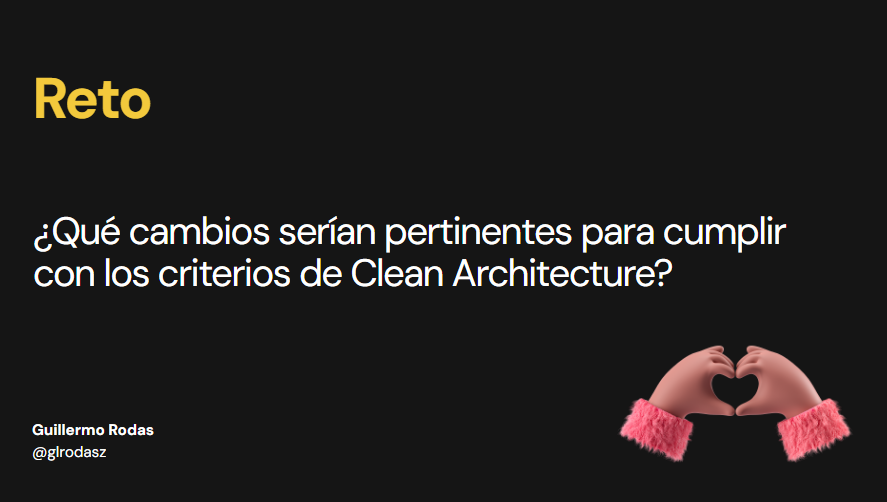 Reto
¿Qué cambios serían pertinentes para cumplir
con los criterios de Clean Architecture?
Guillermo Rodas
@glrodasz